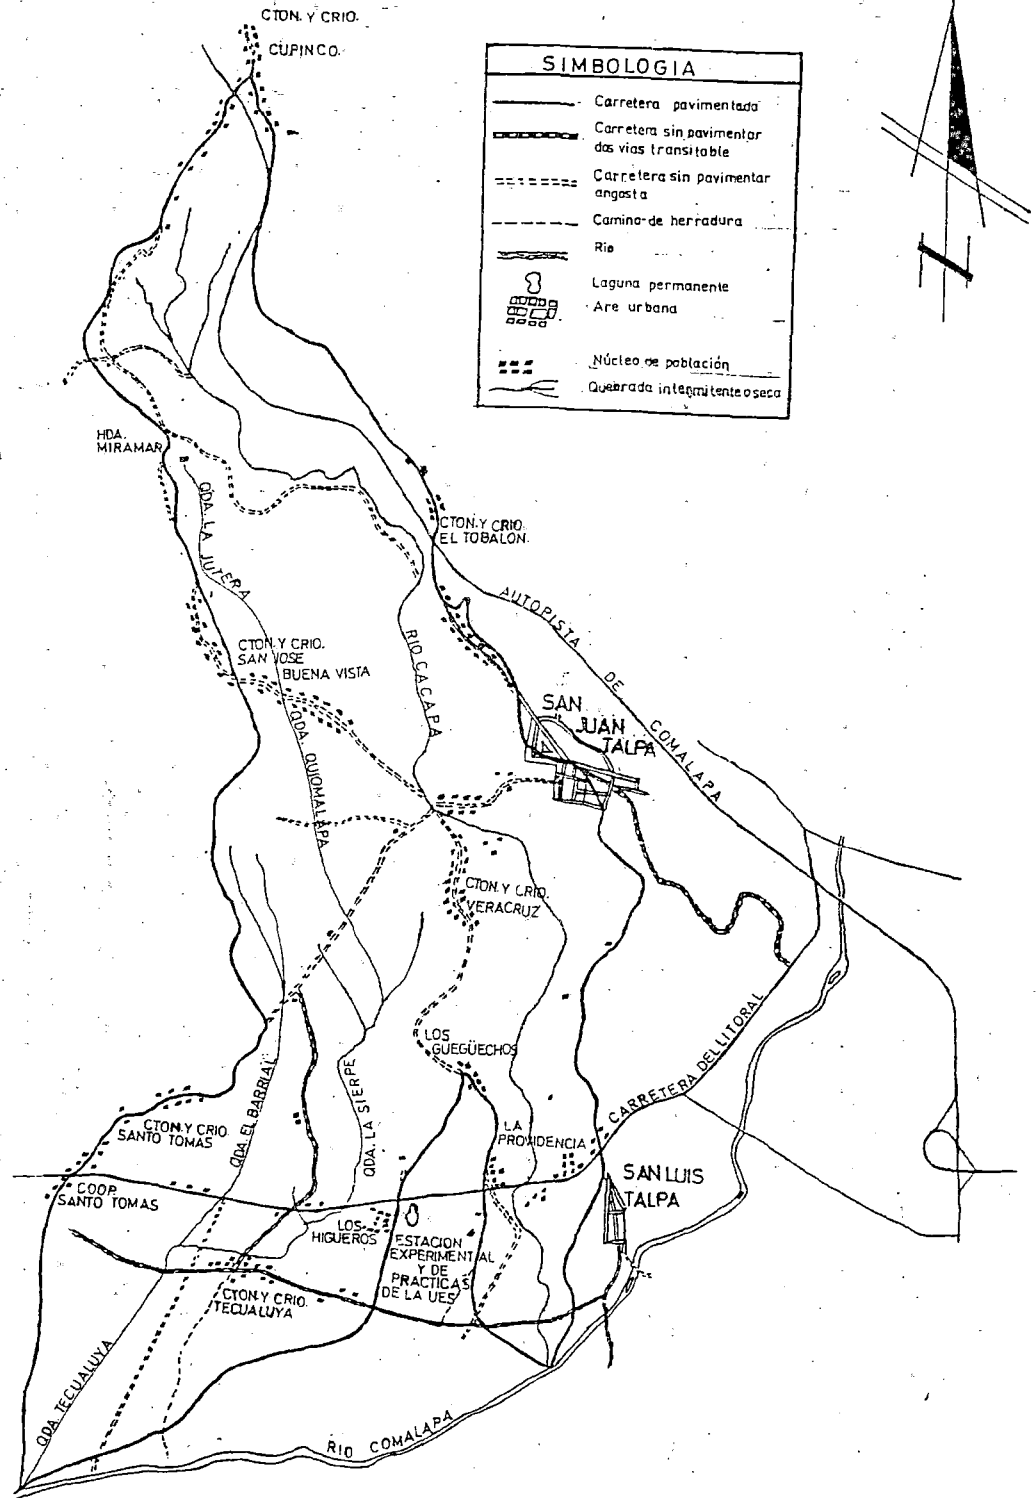 CTON. Y CRIO.
CUPINCO.
SIMBOLOGIA
Carretera pavimentada
Carretera sin pavimentar
dos vias transitable
Carretera sin pavimentar
angosta
Camino de herradura
Rio
Laguna permanente
Are urbana
Núcleo de población
Quebrada intermitente o seca
HDA.
MIRAMAR
QDA. LA JUTERA
CTON. Y CRIO.
EL TOBALON.
AUTOPISTA DE COMALAPA
CTON. Y CRIO.
SAN JOSE
BUENA VISTA
RIO CACAPA
QDA. QUIOMALAPA
SAN
JUAN
TALPA
CTON. Y CRIO.
VERACRUZ
LOS
GUEGÜECHOS
CARRETERA DEL LITORAL
QDA. EL BARRIAL
QDA. LA SIERPE
CTON. Y CRIO.
SANTO TOMAS
LA
PROVIDENCIA
SAN LUIS
TALPA
COOP.
SANTO TOMAS
LOS
HIGUEROS
ESTACION
EXPERIMENTAL
Y DE
PRACTICAS
DE LA UES
CTON. Y CRIO.
TECUALUYA
QDA. TECUALUYA
RIO COMALAPA